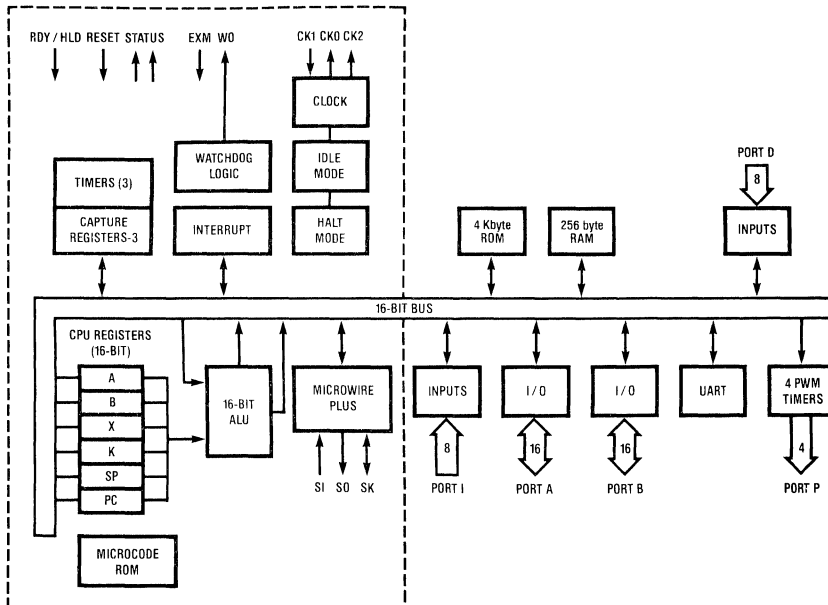 RDY / HLD RESET STATUS EXM WO CK1 CK0 CK2
CLOCK
WATCHDOG
LOGIC
IDLE
MODE
TIMERS (3)
CAPTURE
REGISTERS-3
INTERRUPT
HALT
MODE
4 Kbyte
ROM
256 byte
RAM
PORT D
8
INPUTS
16-BIT BUS
CPU REGISTERS
(16-BIT)
A
B
X
K
SP
PC
16-BIT
ALU
MICROWIRE
PLUS
SI SO SK
INPUTS
8
PORT I
I / O
16
PORT A
I / O
16
PORT B
UART
4 PWM
TIMERS
4
PORT P
MICROCODE
ROM